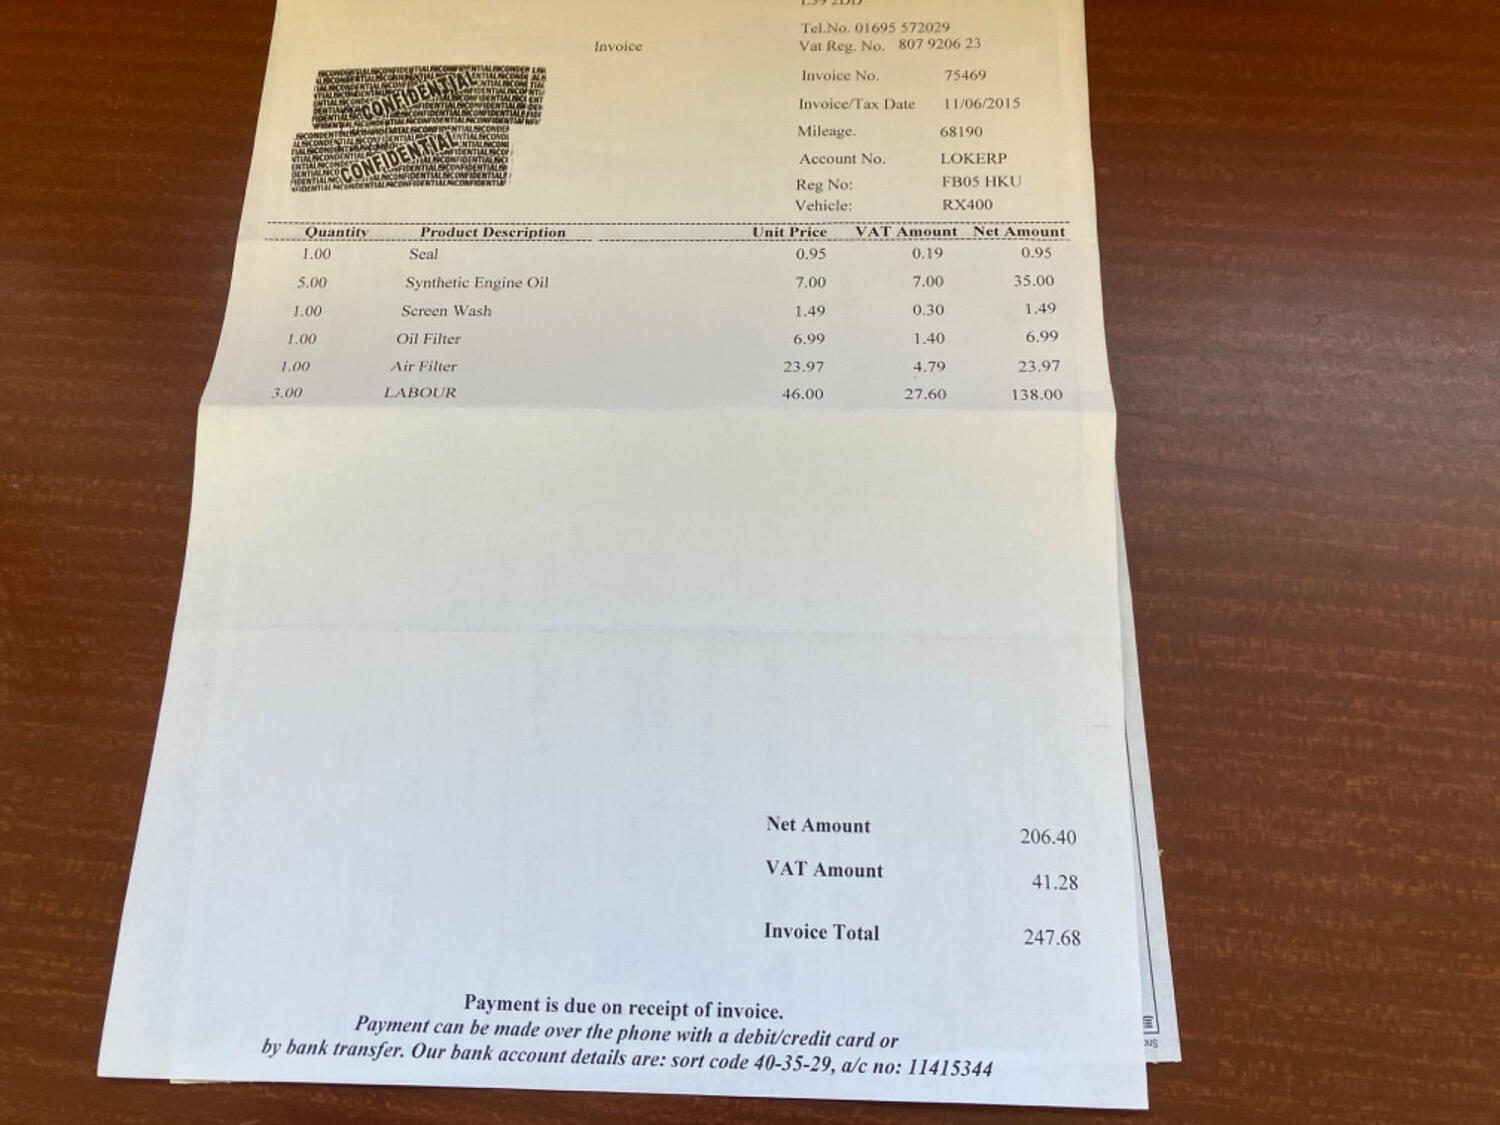 Tel.No. 01695 572029
Invoice
Vat Reg. No. 807 9206 23
CONFIDENTIAL
CONFIDENTIAL
Invoice No. 75469
Invoice/Tax Date 11/06/2015
Mileage. 68190
Account No. LOKERP
Reg No: FB05 HKU
Vehicle: RX400
Quantity Product Description Unit Price VAT Amount Net Amount
1.00 Seal 0.95 0.19 0.95
5.00 Synthetic Engine Oil 7.00 7.00 35.00
1.00 Screen Wash 1.49 0.30 1.49
1.00 Oil Filter 6.99 1.40 6.99
1.00 Air Filter 23.97 4.79 23.97
3.00 LABOUR 46.00 27.60 138.00
Net Amount 206.40
VAT Amount 41.28
Invoice Total 247.68
Payment is due on receipt of invoice.
Payment can be made over the phone with a debit/credit card or
by bank transfer. Our bank account details are: sort code 40-35-29, a/c no: 11415344